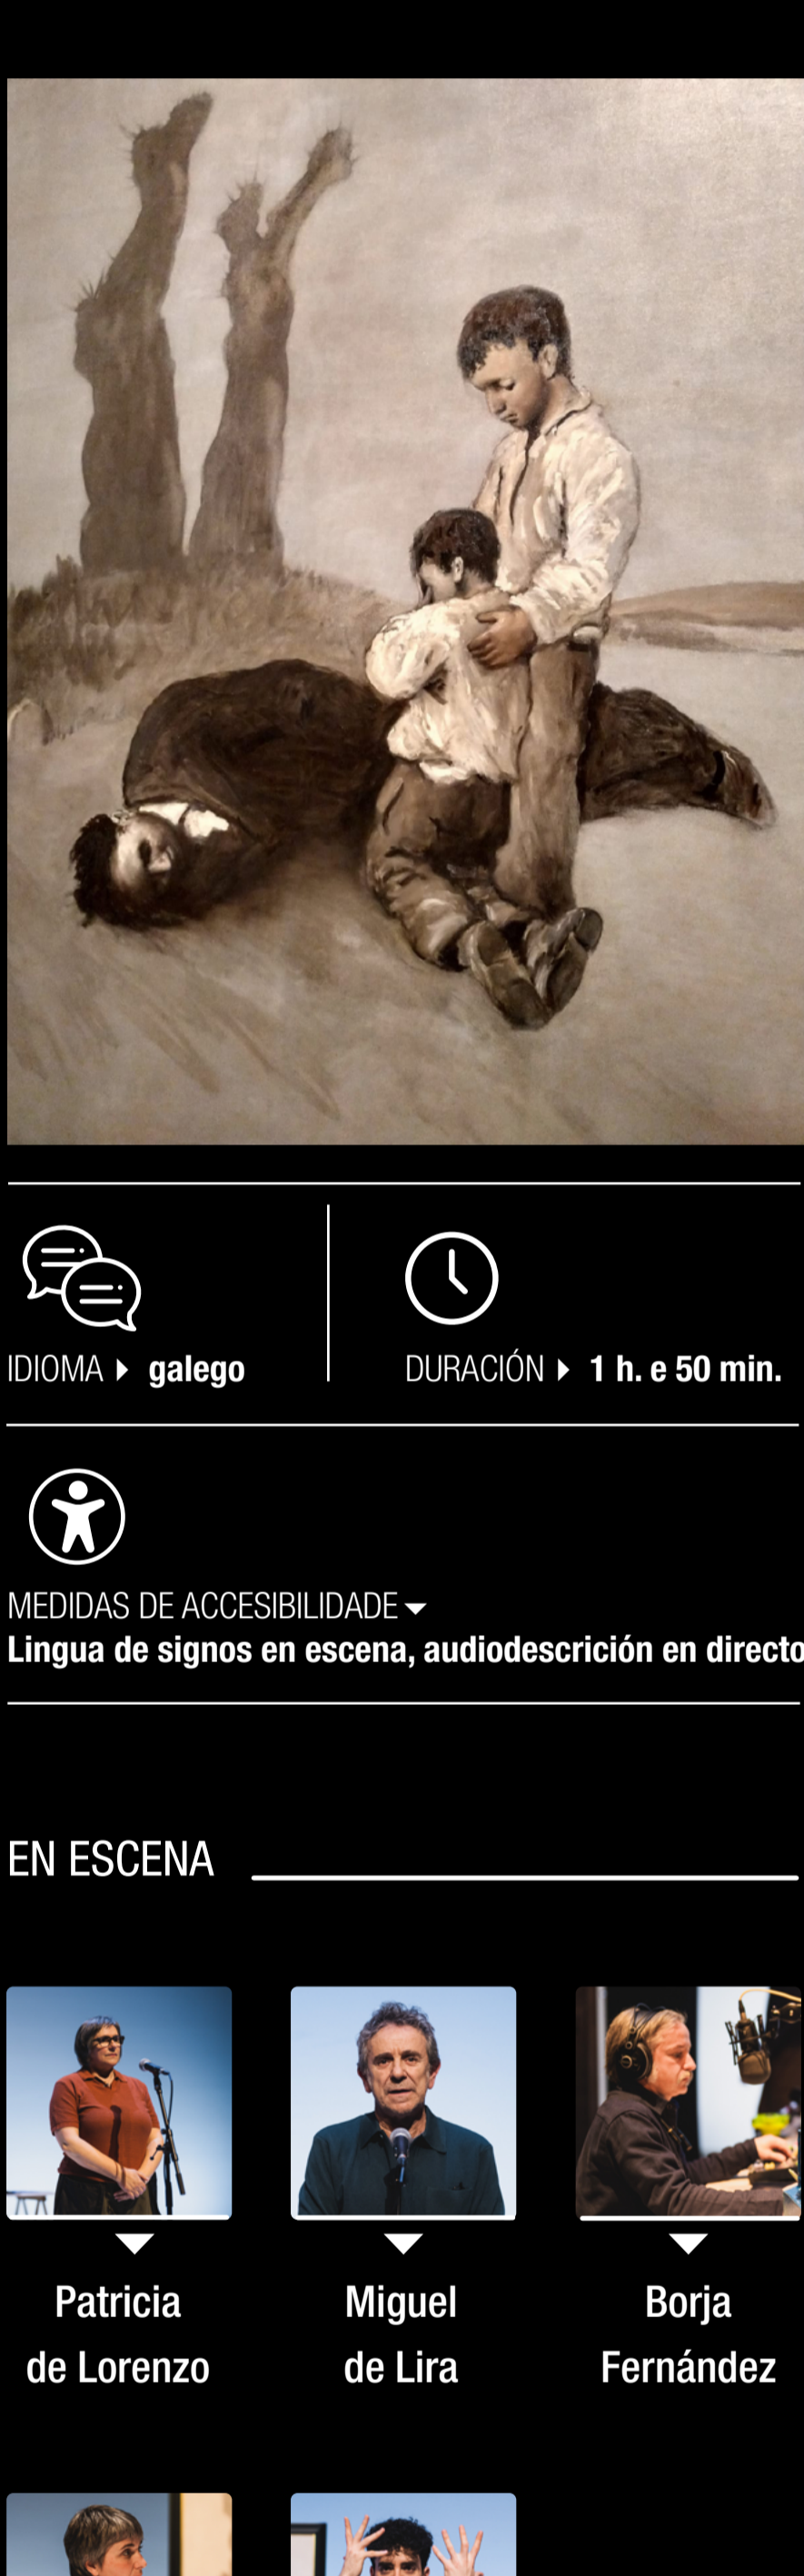 IDIOMA galego
DURACIÓN 1 h. e 50 min.
MEDIDAS DE ACCESIBILIDADE
Lingua de signos en escena, audiodescrición en directo
EN ESCENA
Patricia
de Lorenzo
Miguel
de Lira
Borja
Fernández